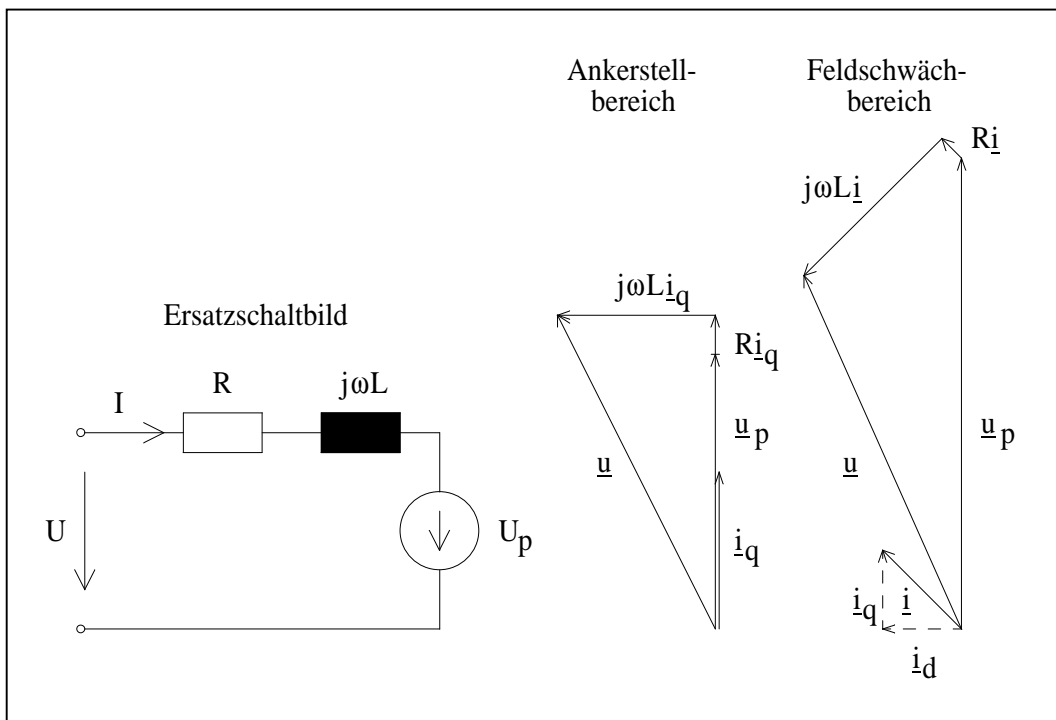 Ankerstell-
bereich
Feldschwäch-
bereich
Ri
jωLi
jωLi_q
Ersatzschaltbild
Ri_q
R
jωL
I
u_p
u_p
u
u
U
U_p
i_q
i_q
i
i_d